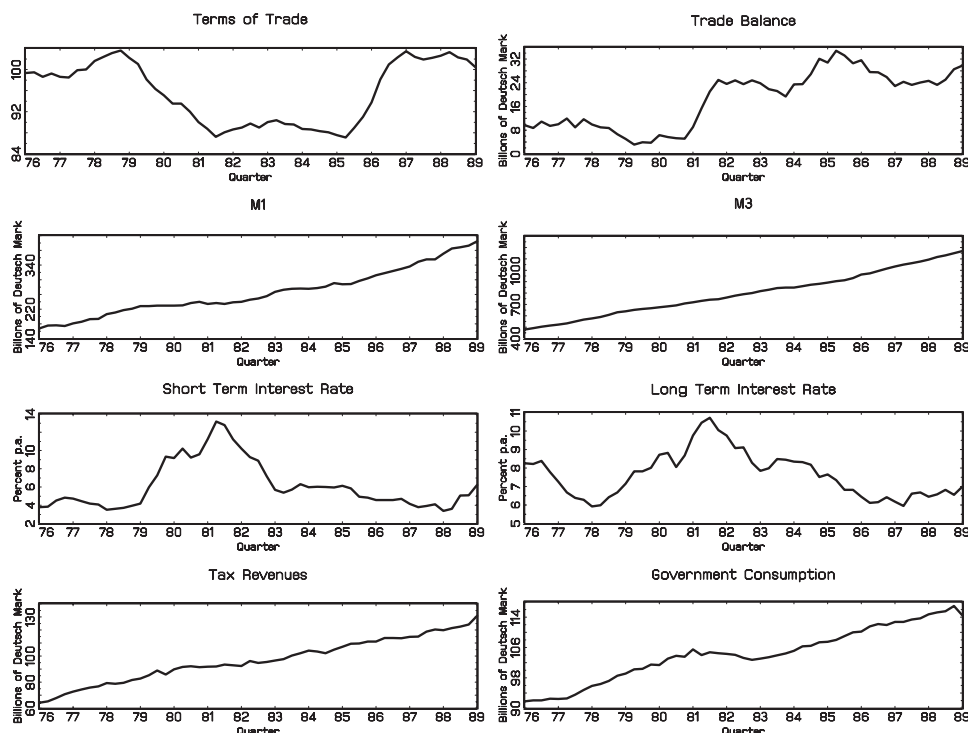 Terms of Trade
100
92
84
76 77 78 79 80 81 82 83 84 85 86 87 88 89
Quarter
Trade Balance
Billions of Deutsch Mark
32
24
16
8
0
76 77 78 79 80 81 82 83 84 85 86 87 88 89
Quarter
M1
Billions of Deutsch Mark
340
220
140
76 77 78 79 80 81 82 83 84 85 86 87 88 89
Quarter
M3
Billions of Deutsch Mark
1000
700
400
76 77 78 79 80 81 82 83 84 85 86 87 88 89
Quarter
Short Term Interest Rate
Percent p.a.
14
10
8
6
4
2
76 77 78 79 80 81 82 83 84 85 86 87 88 89
Quarter
Long Term Interest Rate
Percent p.a.
11
10
9
8
7
6
5
76 77 78 79 80 81 82 83 84 85 86 87 88 89
Quarter
Tax Revenues
Billions of Deutsch Mark
130
100
80
60
76 77 78 79 80 81 82 83 84 85 86 87 88 89
Quarter
Government Consumption
Billions of Deutsch Mark
114
106
98
90
76 77 78 79 80 81 82 83 84 85 86 87 88 89
Quarter